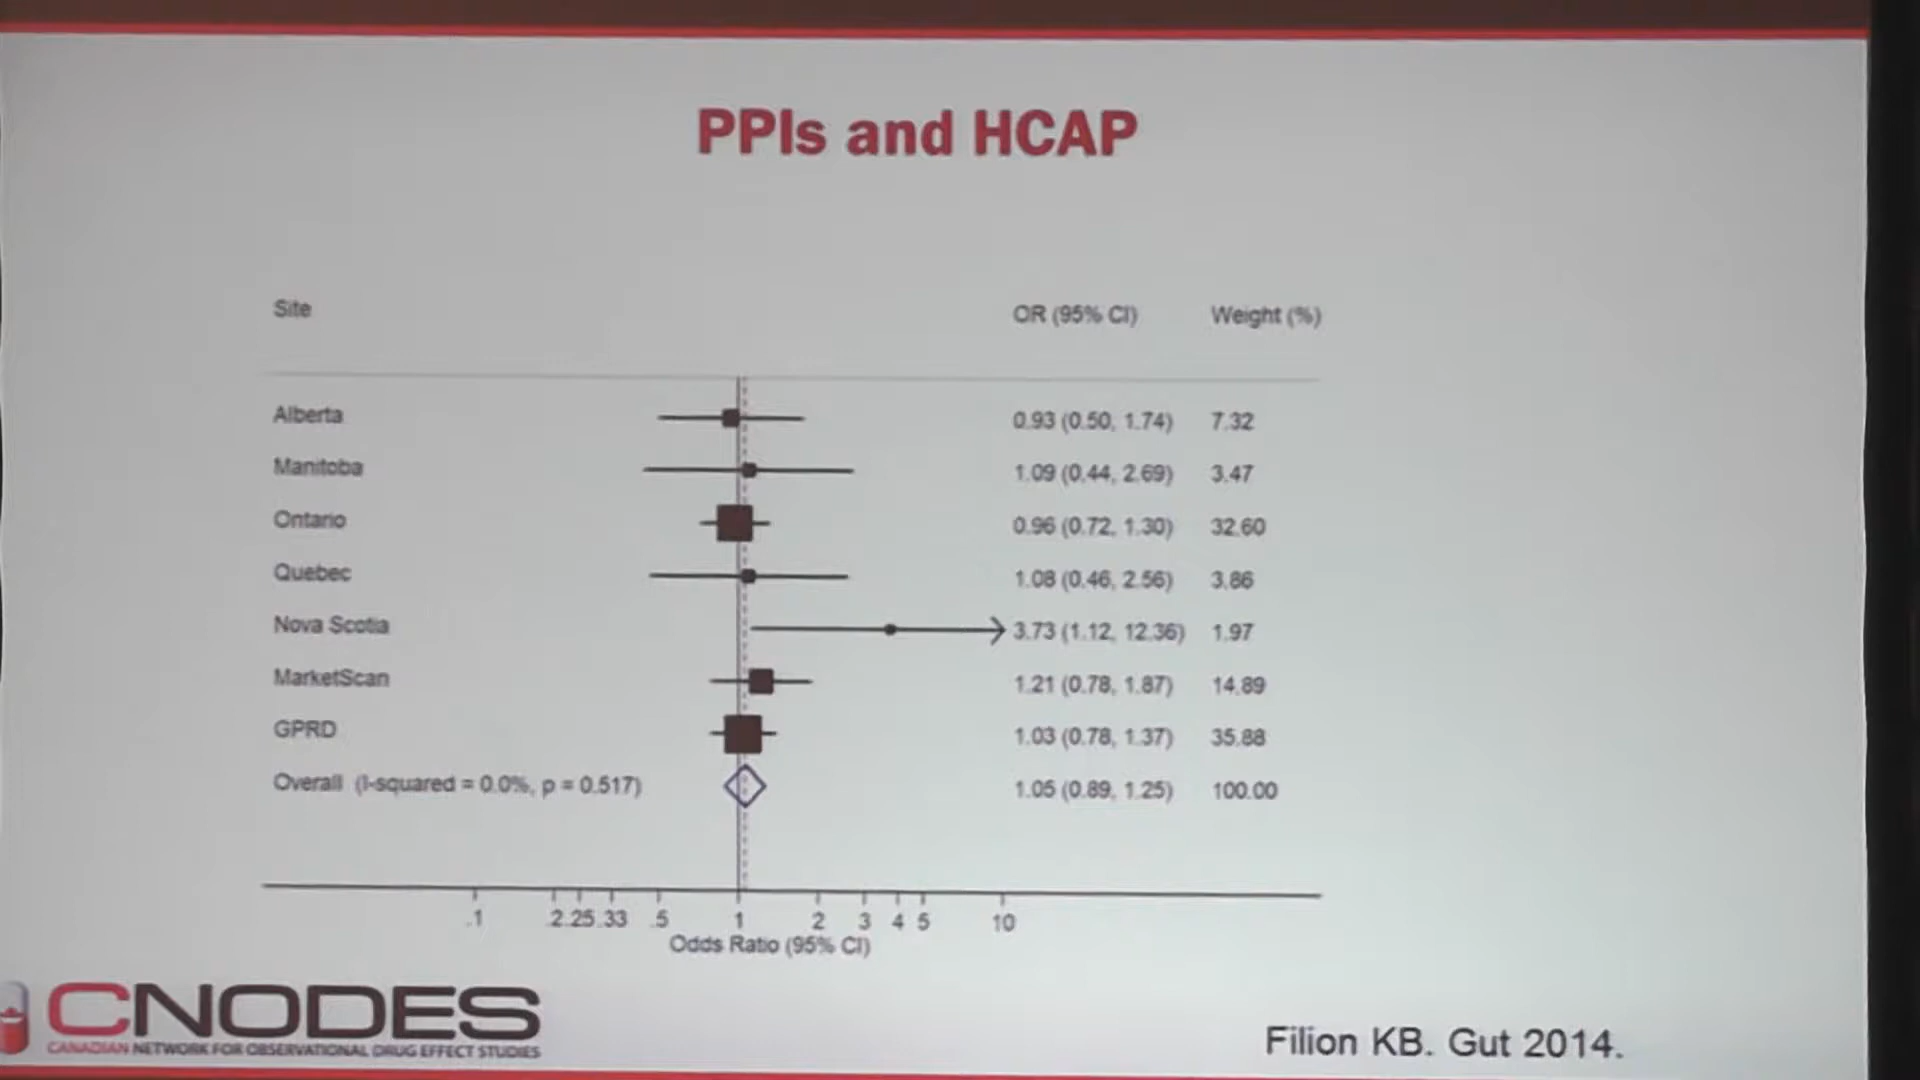 PPIs and HCAP
Site OR (95% CI) Weight (%)
Alberta 0.93 (0.50, 1.74) 7.32
Manitoba 1.09 (0.44, 2.69) 3.47
Ontario 0.96 (0.72, 1.30) 32.60
Quebec 1.08 (0.46, 2.56) 3.86
Nova Scotia 3.73 (1.12, 12.36) 1.97
MarketScan 1.21 (0.78, 1.87) 14.89
GPRD 1.03 (0.78, 1.37) 35.88
Overall (I-squared = 0.0%, p = 0.517) 1.05 (0.89, 1.25) 100.00
.1 .2 .25 .33 .5 1 2 3 4 5 10
Odds Ratio (95% CI)
CNODES
CANADIAN NETWORK FOR OBSERVATIONAL DRUG EFFECT STUDIES
Filion KB. Gut 2014.